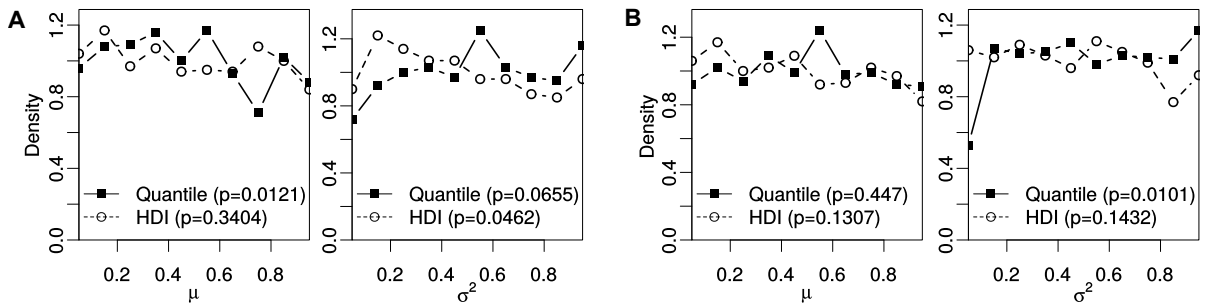 A
Density
0.0 0.4 0.8 1.2
Quantile (p=0.0121)
HDI (p=0.3404)
0.2 0.4 0.6 0.8
μ
0.0 0.4 0.8 1.2
Quantile (p=0.0655)
HDI (p=0.0462)
0.2 0.4 0.6 0.8
σ²
B
Density
0.0 0.4 0.8 1.2
Quantile (p=0.447)
HDI (p=0.1307)
0.2 0.4 0.6 0.8
μ
0.0 0.4 0.8 1.2
Quantile (p=0.0101)
HDI (p=0.1432)
0.2 0.4 0.6 0.8
σ²